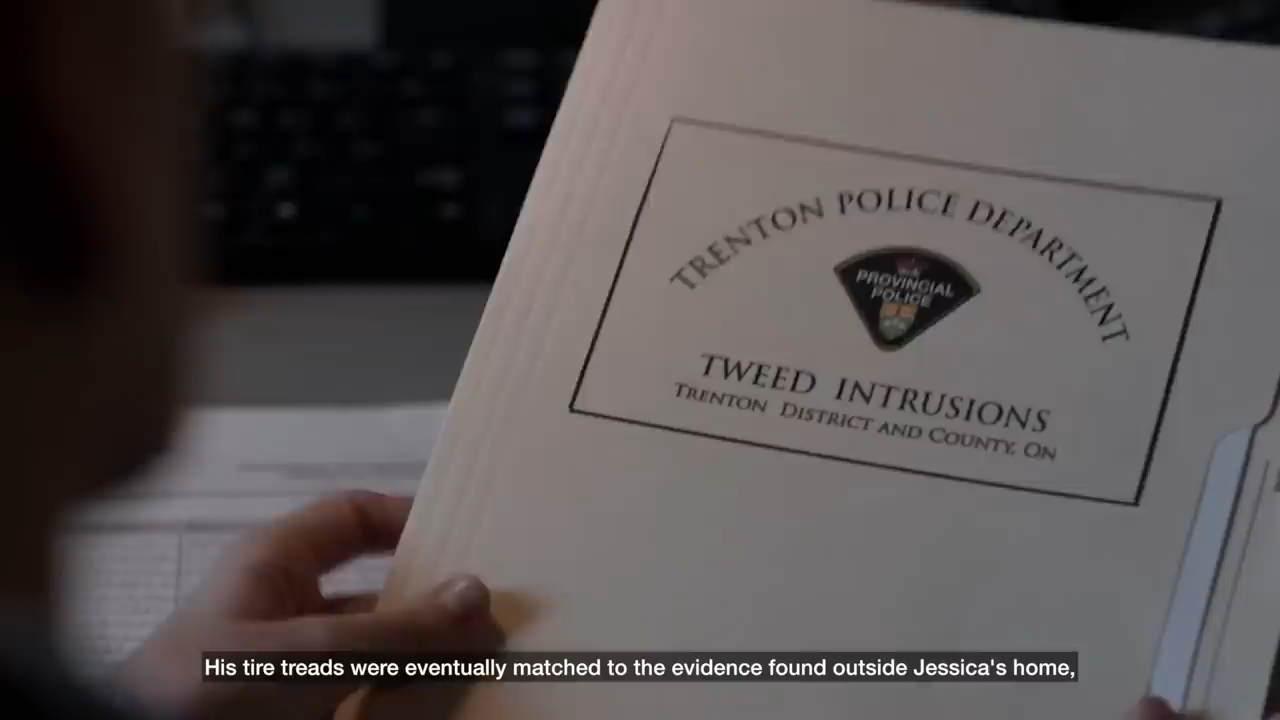 TRENTON POLICE DEPARTMENT
PROVINCIAL
POLICE
TWEED INTRUSIONS
TRENTON DISTRICT AND COUNTY, ON
His tire treads were eventually matched to the evidence found outside Jessica's home,